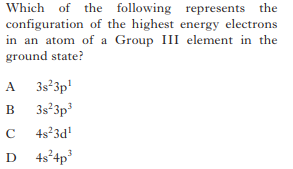 Which of the following represents the
configuration of the highest energy electrons
in an atom of a Group III element in the
ground state?
A 3s²3p¹
B 3s²3p³
C 4s²3d¹
D 4s²4p³